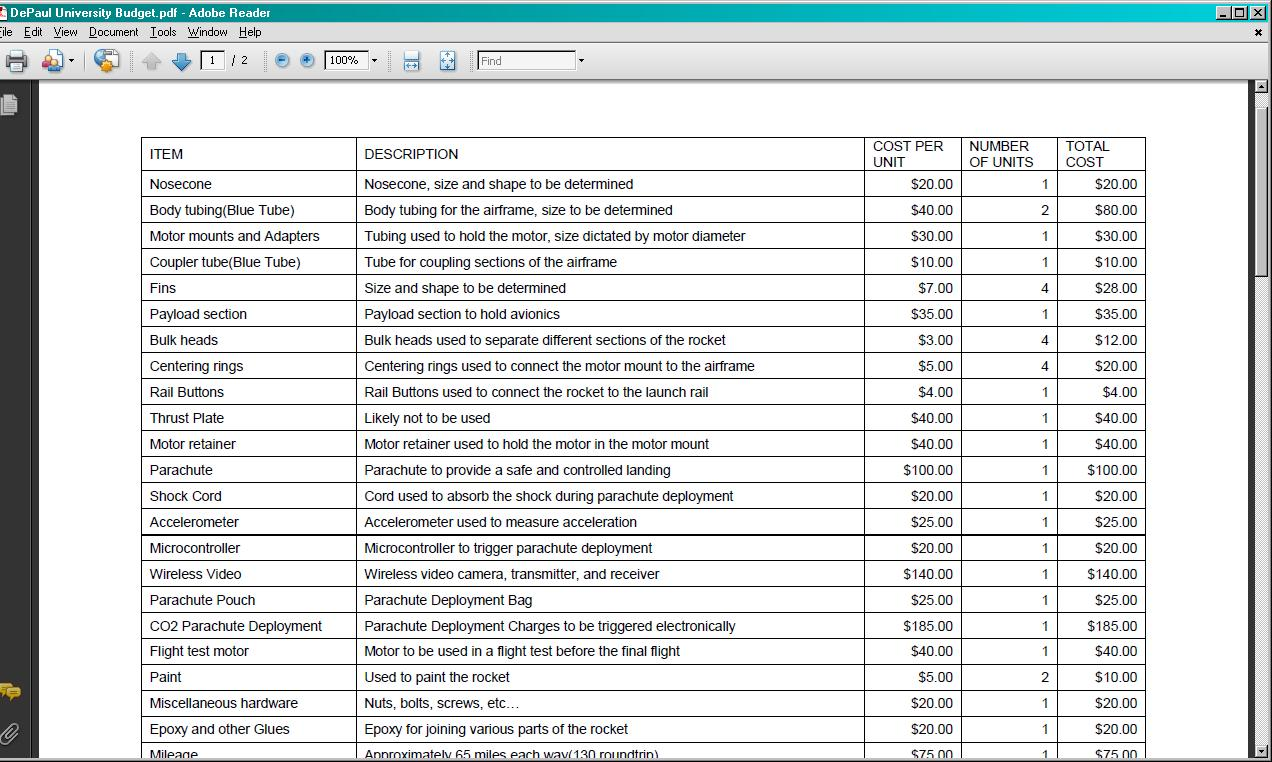 DePaul University Budget.pdf - Adobe Reader
File Edit View Document Tools Window Help
1 / 2 100% Find
ITEM DESCRIPTION COST PER UNIT NUMBER OF UNITS TOTAL COST
Nosecone Nosecone, size and shape to be determined $20.00 1 $20.00
Body tubing(Blue Tube) Body tubing for the airframe, size to be determined $40.00 2 $80.00
Motor mounts and Adapters Tubing used to hold the motor, size dictated by motor diameter $30.00 1 $30.00
Coupler tube(Blue Tube) Tube for coupling sections of the airframe $10.00 1 $10.00
Fins Size and shape to be determined $7.00 4 $28.00
Payload section Payload section to hold avionics $35.00 1 $35.00
Bulk heads Bulk heads used to separate different sections of the rocket $3.00 4 $12.00
Centering rings Centering rings used to connect the motor mount to the airframe $5.00 4 $20.00
Rail Buttons Rail Buttons used to connect the rocket to the launch rail $4.00 1 $4.00
Thrust Plate Likely not to be used $40.00 1 $40.00
Motor retainer Motor retainer used to hold the motor in the motor mount $40.00 1 $40.00
Parachute Parachute to provide a safe and controlled landing $100.00 1 $100.00
Shock Cord Cord used to absorb the shock during parachute deployment $20.00 1 $20.00
Accelerometer Accelerometer used to measure acceleration $25.00 1 $25.00
Microcontroller Microcontroller to trigger parachute deployment $20.00 1 $20.00
Wireless Video Wireless video camera, transmitter, and receiver $140.00 1 $140.00
Parachute Pouch Parachute Deployment Bag $25.00 1 $25.00
CO2 Parachute Deployment Parachute Deployment Charges to be triggered electronically $185.00 1 $185.00
Flight test motor Motor to be used in a flight test before the final flight $40.00 1 $40.00
Paint Used to paint the rocket $5.00 2 $10.00
Miscellaneous hardware Nuts, bolts, screws, etc… $20.00 1 $20.00
Epoxy and other Glues Epoxy for joining various parts of the rocket $20.00 1 $20.00
Mileage Approximately 65 miles each way(130 roundtrip) $75.00 1 $75.00